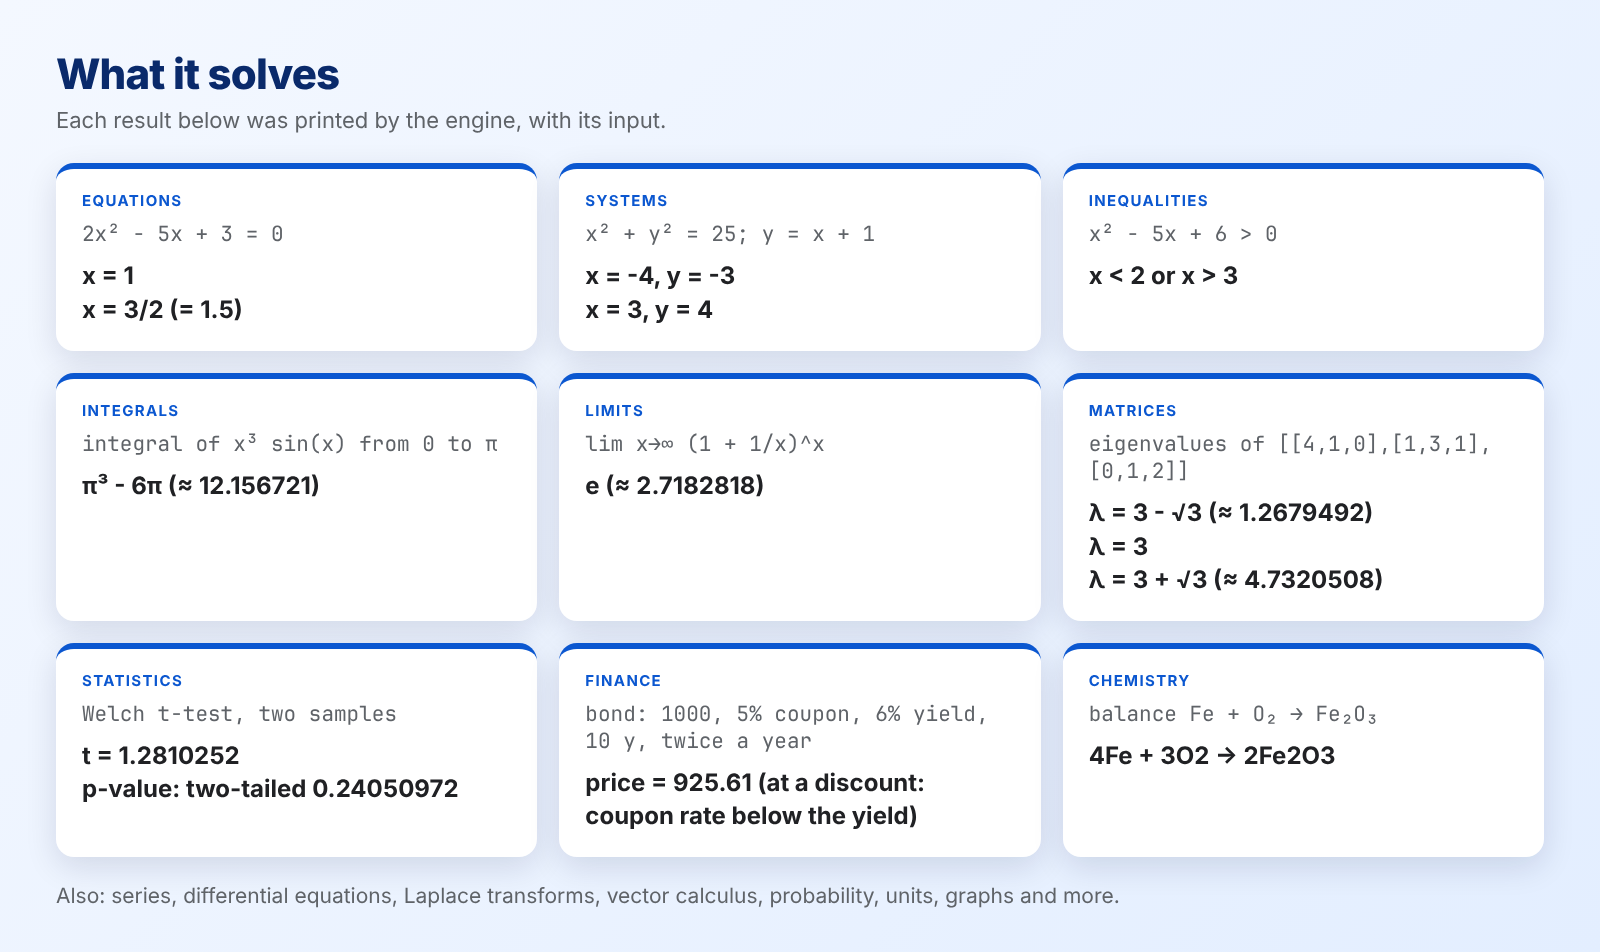 What it solves
Each result below was printed by the engine, with its input.
EQUATIONS
2x² - 5x + 3 = 0
x = 1
x = 3/2 (= 1.5)
SYSTEMS
x² + y² = 25; y = x + 1
x = -4, y = -3
x = 3, y = 4
INEQUALITIES
x² - 5x + 6 > 0
x < 2 or x > 3
INTEGRALS
integral of x³ sin(x) from 0 to π
π³ - 6π (≈ 12.156721)
LIMITS
lim x→∞ (1 + 1/x)^x
e (≈ 2.7182818)
MATRICES
eigenvalues of [[4,1,0],[1,3,1],
[0,1,2]]
λ = 3 - √3 (≈ 1.2679492)
λ = 3
λ = 3 + √3 (≈ 4.7320508)
STATISTICS
Welch t-test, two samples
t = 1.2810252
p-value: two-tailed 0.24050972
FINANCE
bond: 1000, 5% coupon, 6% yield,
10 y, twice a year
price = 925.61 (at a discount:
coupon rate below the yield)
CHEMISTRY
balance Fe + O₂ → Fe₂O₃
4Fe + 3O2 → 2Fe2O3
Also: series, differential equations, Laplace transforms, vector calculus, probability, units, graphs and more.